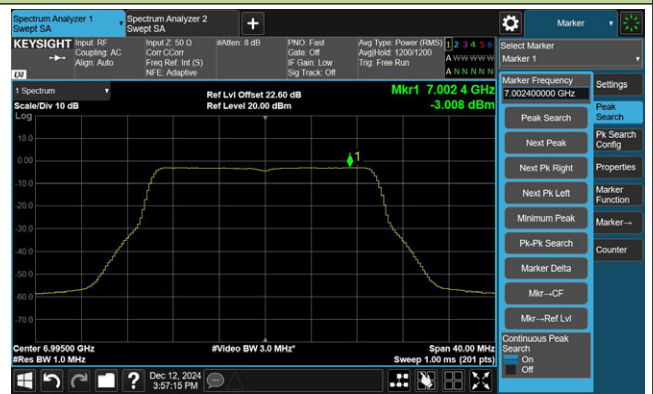 Spectrum Analyzer 1
Swept SA
Spectrum Analyzer 2
Swept SA
+
Marker
KEYSIGHT
Input: RF
Coupling: AC
Align: Auto
Input Z: 50 Ω
Corr CCorr
Freq Ref: Int (S)
NFE: Adaptive
#Atten: 8 dB
PNO: Fast
Gate: Off
IF Gain: Low
Sig Track: Off
Avg Type: Power (RMS)
Avg|Hold: 1200/1200
Trig: Free Run
1 2 3 4 5 6
A W W W W W
A N N N N N
LXI
Select Marker
Marker 1
1 Spectrum
Scale/Div 10 dB
Log
Ref Lvl Offset 22.60 dB
Ref Level 20.00 dBm
Mkr1 7.002 4 GHz
-3.008 dBm
10.0
0.00
-10.0
-20.0
-30.0
-40.0
-50.0
-60.0
-70.0
1
Center 6.99500 GHz
#Res BW 1.0 MHz
#Video BW 3.0 MHz*
Span 40.00 MHz
Sweep 1.00 ms (201 pts)
Marker Frequency
7.002400000 GHz
Peak Search
Next Peak
Next Pk Right
Next Pk Left
Minimum Peak
Pk-Pk Search
Marker Delta
Mkr→CF
Mkr→Ref Lvl
Continuous Peak
Search
On
Off
Settings
Peak
Search
Pk Search
Config
Properties
Marker
Function
Marker→
Counter
?
Dec 12, 2024
3:57:15 PM